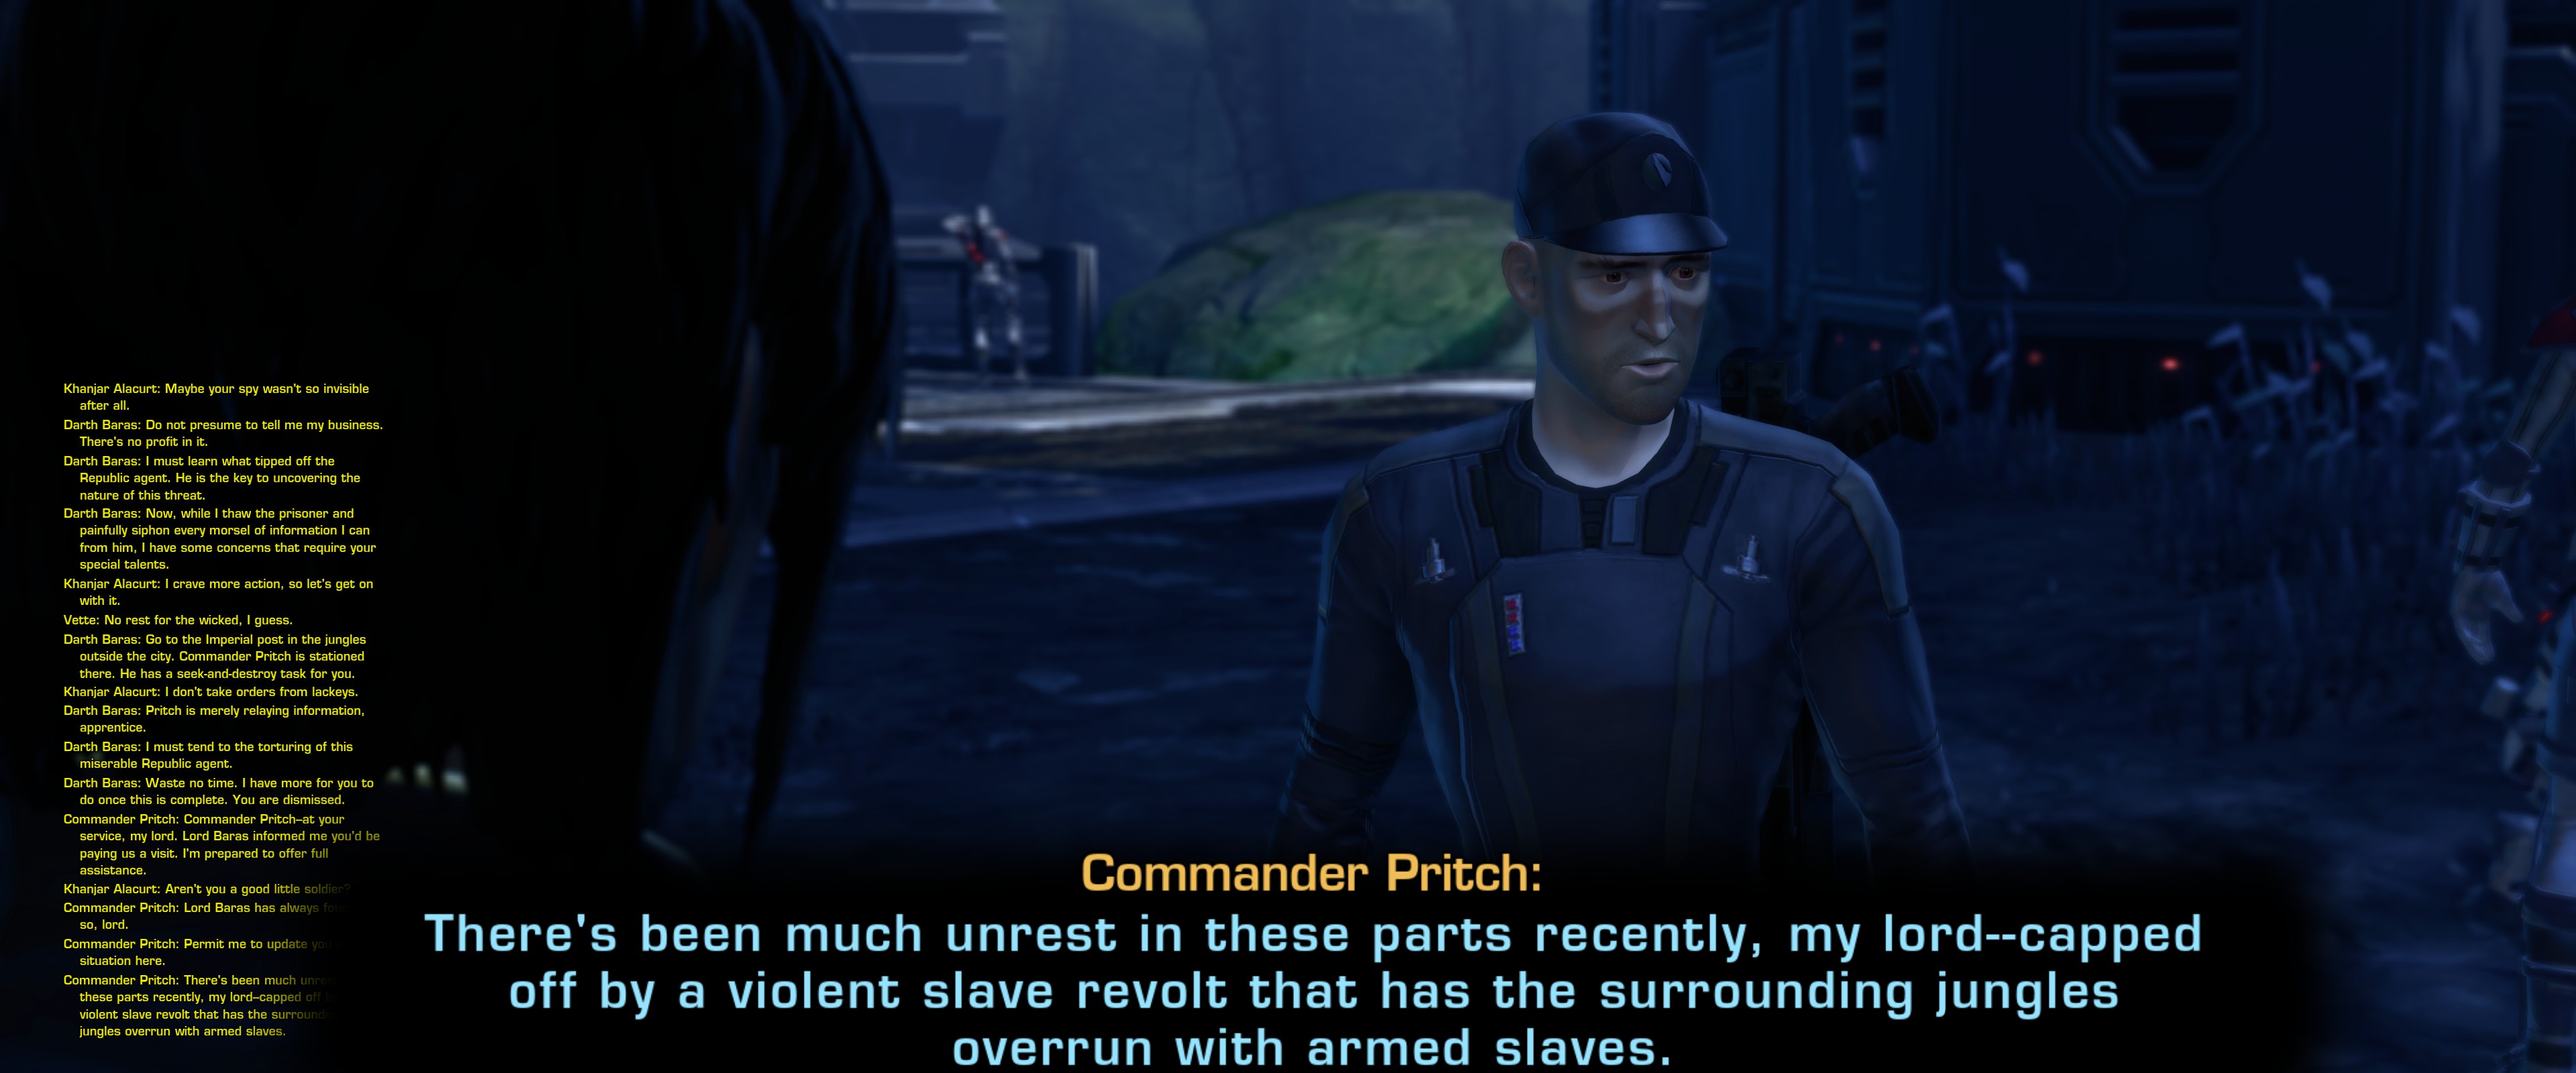 Khanjar Alacurt: Maybe your spy wasn't so invisible
after all.
Darth Baras: Do not presume to tell me my business.
There's no profit in it.
Darth Baras: I must learn what tipped off the
Republic agent. He is the key to uncovering the
nature of this threat.
Darth Baras: Now, while I thaw the prisoner and
painfully siphon every morsel of information I can
from him, I have some concerns that require your
special talents.
Khanjar Alacurt: I crave more action, so let's get on
with it.
Vette: No rest for the wicked, I guess.
Darth Baras: Go to the Imperial post in the jungles
outside the city. Commander Pritch is stationed
there. He has a seek-and-destroy task for you.
Khanjar Alacurt: I don't take orders from lackeys.
Darth Baras: Pritch is merely relaying information,
apprentice.
Darth Baras: I must tend to the torturing of this
miserable Republic agent.
Darth Baras: Waste no time. I have more for you to
do once this is complete. You are dismissed.
Commander Pritch: Commander Pritch--at your
service, my lord. Lord Baras informed me you'd be
paying us a visit. I'm prepared to offer full
assistance.
Khanjar Alacurt: Aren't you a good little soldier?
Commander Pritch: Lord Baras has always
so, lord.
Commander Pritch: Permit me to update
situation here.
Commander Pritch: There's been much
these parts recently, my lord--capped off
violent slave revolt that has the
jungles overrun with armed slaves.
Commander Pritch:
There's been much unrest in these parts recently, my lord--capped
off by a violent slave revolt that has the surrounding jungles
overrun with armed slaves.